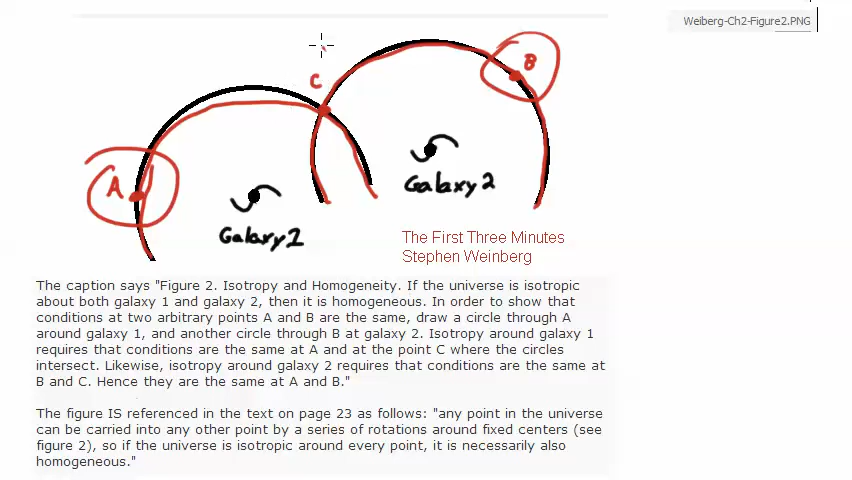 Weiberg-Ch2-Figure2.PNG
C
B
A
Galaxy 2
Galaxy 1
The First Three Minutes
Stephen Weinberg
The caption says "Figure 2. Isotropy and Homogeneity. If the universe is isotropic
about both galaxy 1 and galaxy 2, then it is homogeneous. In order to show that
conditions at two arbitrary points A and B are the same, draw a circle through A
around galaxy 1, and another circle through B at galaxy 2. Isotropy around galaxy 1
requires that conditions are the same at A and at the point C where the circles
intersect. Likewise, isotropy around galaxy 2 requires that conditions are the same at
B and C. Hence they are the same at A and B."
The figure IS referenced in the text on page 23 as follows: "any point in the universe
can be carried into any other point by a series of rotations around fixed centers (see
figure 2), so if the universe is isotropic around every point, it is necessarily also
homogeneous."